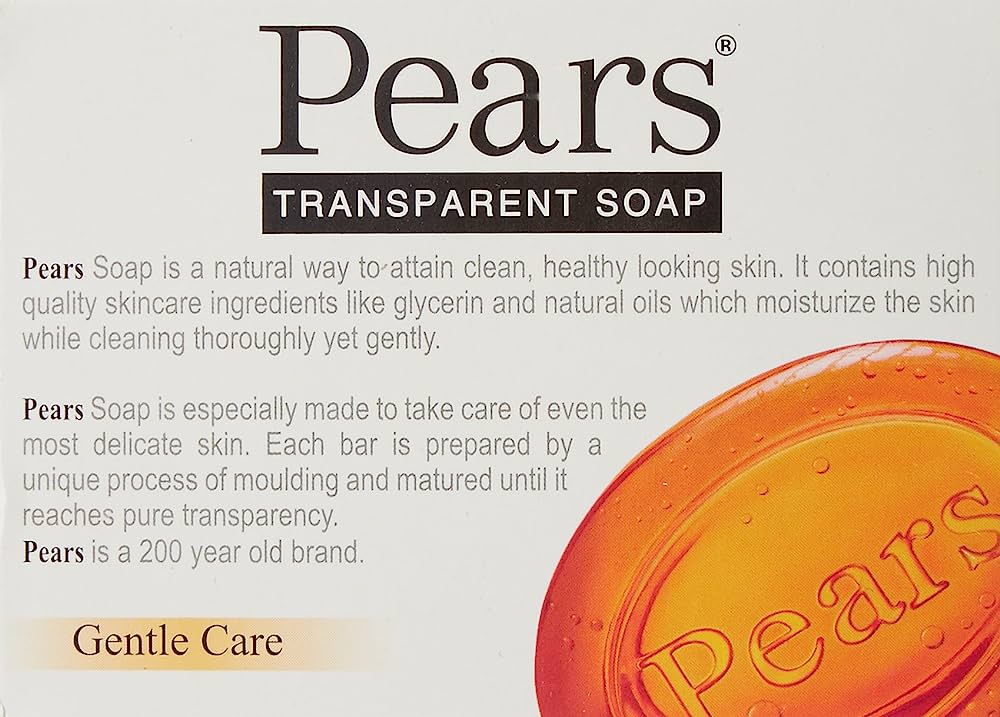 Pears®
TRANSPARENT SOAP
Pears Soap is a natural way to attain clean, healthy looking skin. It contains high
quality skincare ingredients like glycerin and natural oils which moisturize the skin
while cleaning thoroughly yet gently.
Pears Soap is especially made to take care of even the
most delicate skin. Each bar is prepared by a
unique process of moulding and matured until it
reaches pure transparency.
Pears is a 200 year old brand.
Gentle Care
Pears